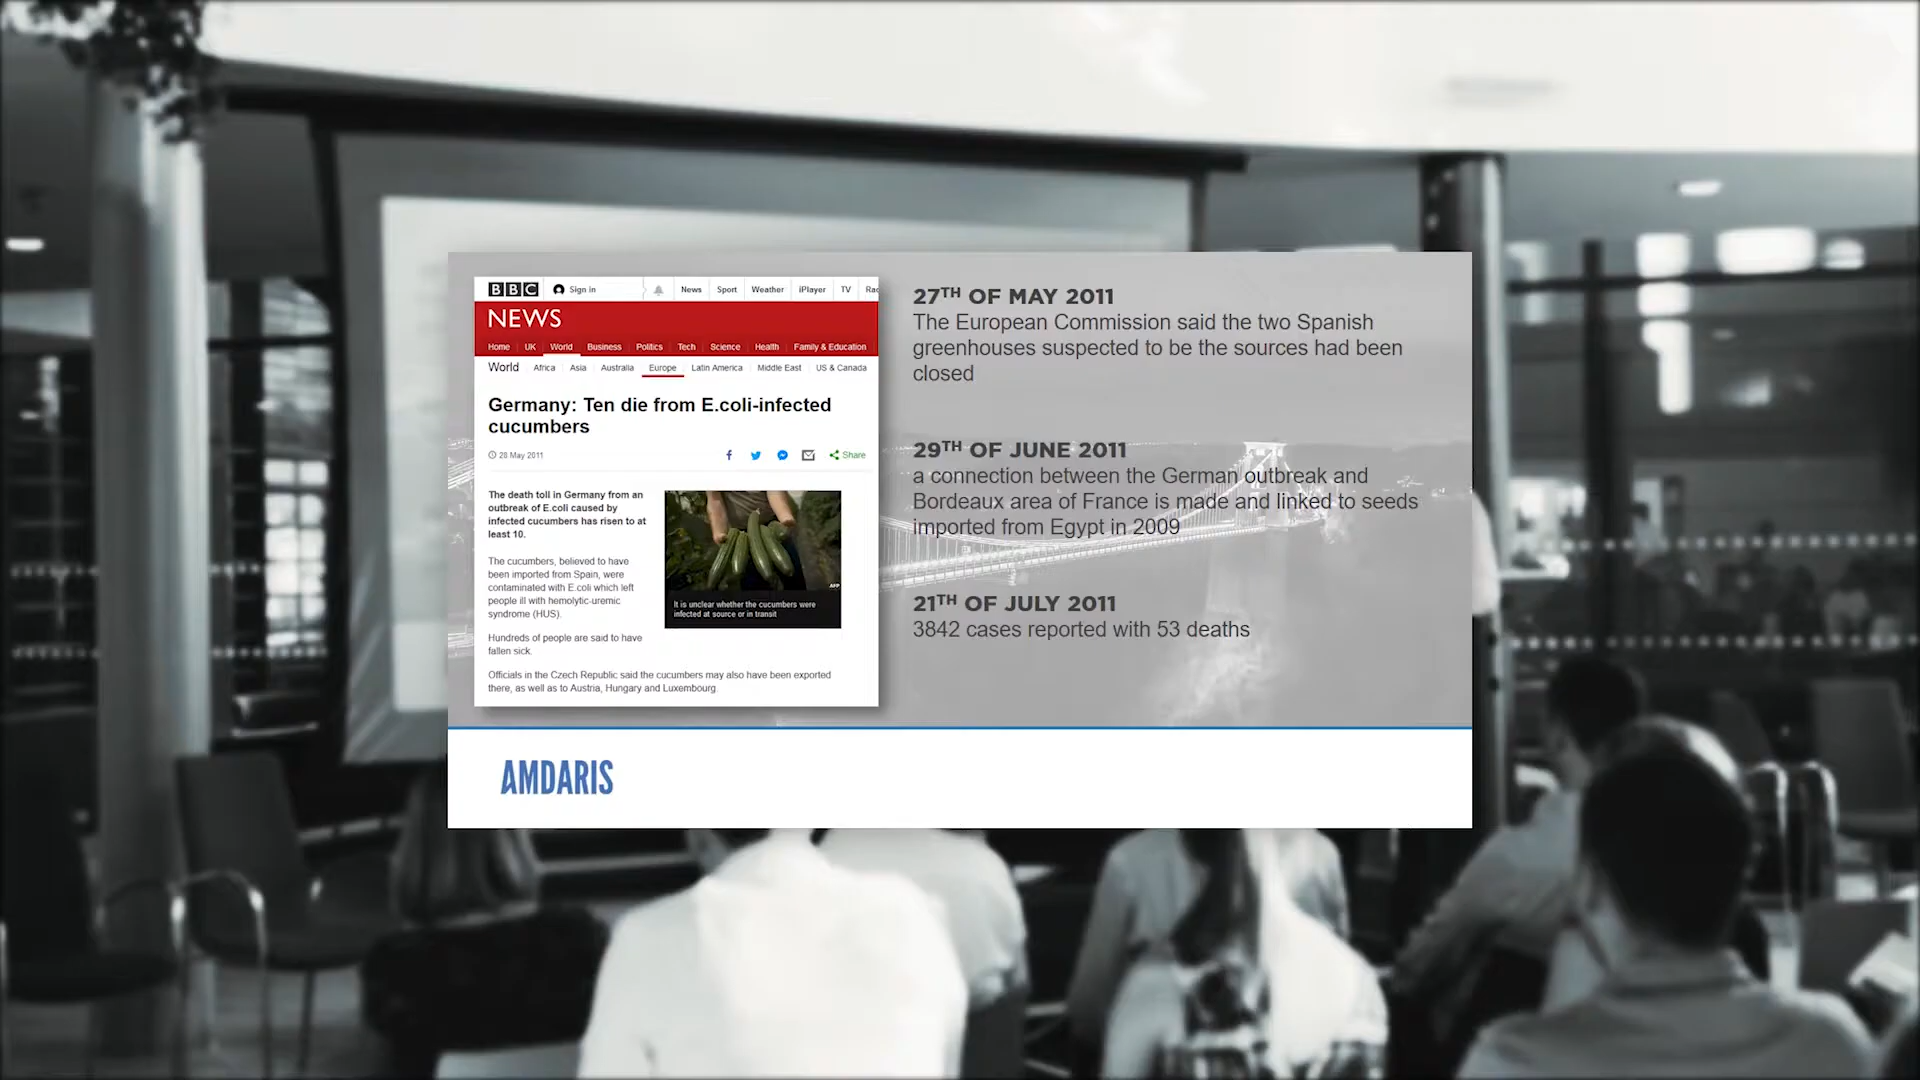 BBC Sign in News Sport Weather iPlayer TV
NEWS
Home UK World Business Politics Tech Science Health Family & Education
World Africa Asia Australia Europe Latin America Middle East US & Canada
Germany: Ten die from E.coli-infected
cucumbers
28 May 2011 Share
The death toll in Germany from an
outbreak of E.coli caused by
infected cucumbers has risen to at
least 10.
The cucumbers, believed to have
been imported from Spain, were
contaminated with E.coli which left
people ill with hemolytic-uremic
syndrome (HUS).
Hundreds of people are said to have
fallen sick.
AFP
It is unclear whether the cucumbers were
infected at source or in transit
Officials in the Czech Republic said the cucumbers may also have been exported
there, as well as to Austria, Hungary and Luxembourg.
27TH OF MAY 2011
The European Commission said the two Spanish
greenhouses suspected to be the sources had been
closed
29TH OF JUNE 2011
a connection between the German outbreak and
Bordeaux area of France is made and linked to seeds
imported from Egypt in 2009
21TH OF JULY 2011
3842 cases reported with 53 deaths
AMDARIS